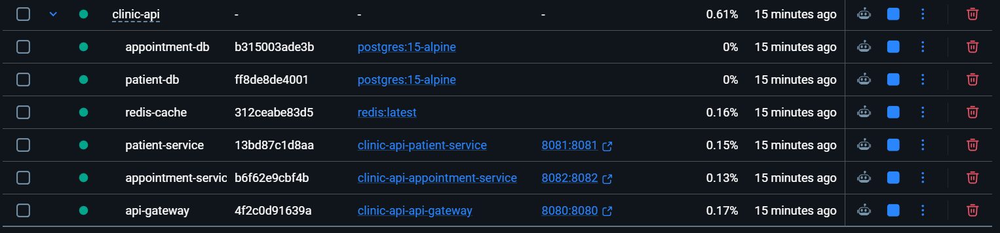 clinic-api - - - 0.61% 15 minutes ago
appointment-db b315003ade3b postgres:15-alpine 0% 15 minutes ago
patient-db ff8de8de4001 postgres:15-alpine 0% 15 minutes ago
redis-cache 312ceabe83d5 redis:latest 0.16% 15 minutes ago
patient-service 13bd87c1d8aa clinic-api-patient-service 8081:8081 0.15% 15 minutes ago
appointment-servic b6f62e9cbf4b clinic-api-appointment-service 8082:8082 0.13% 15 minutes ago
api-gateway 4f2c0d91639a clinic-api-api-gateway 8080:8080 0.17% 15 minutes ago